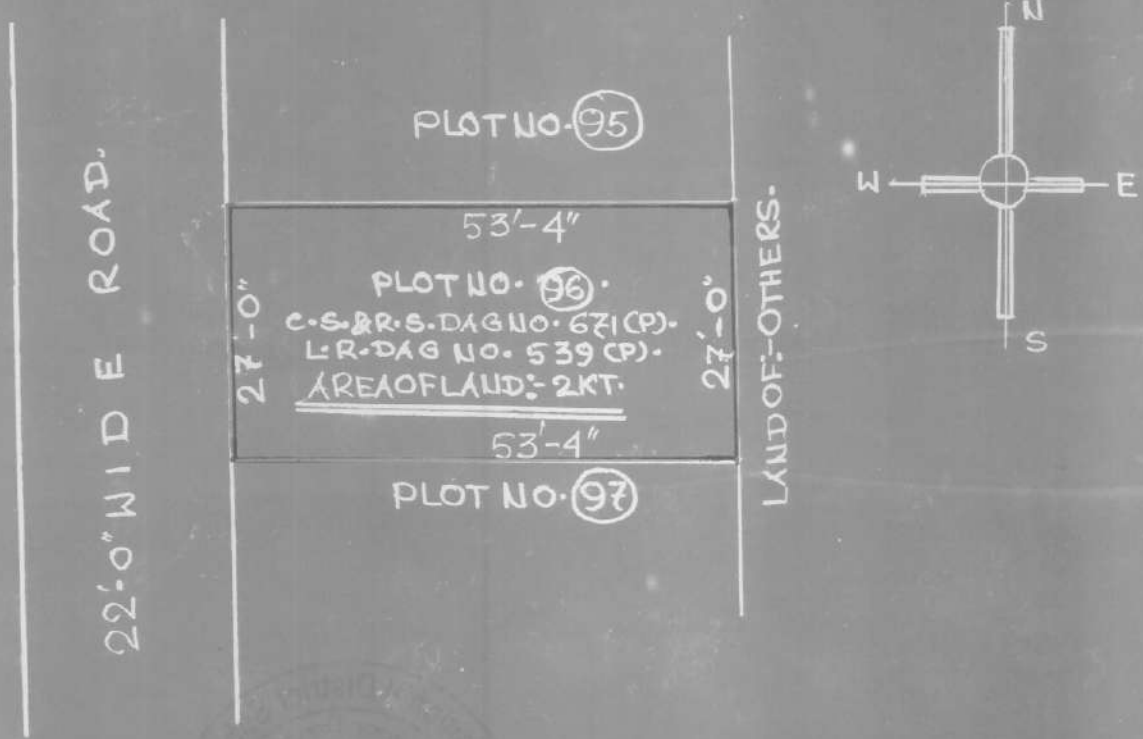 N
W
E
S
PLOT NO. 95
22'-0" WIDE ROAD.
53'-4"
27'-0"
PLOT NO. 96.
C.S.&R.S. DAG NO. 671(P).
L.R. DAG NO. 539 (P).
AREA OF LAND:- 2KT.
27'-0"
53'-4"
LAND OF:- OTHERS.
PLOT NO. 97
District